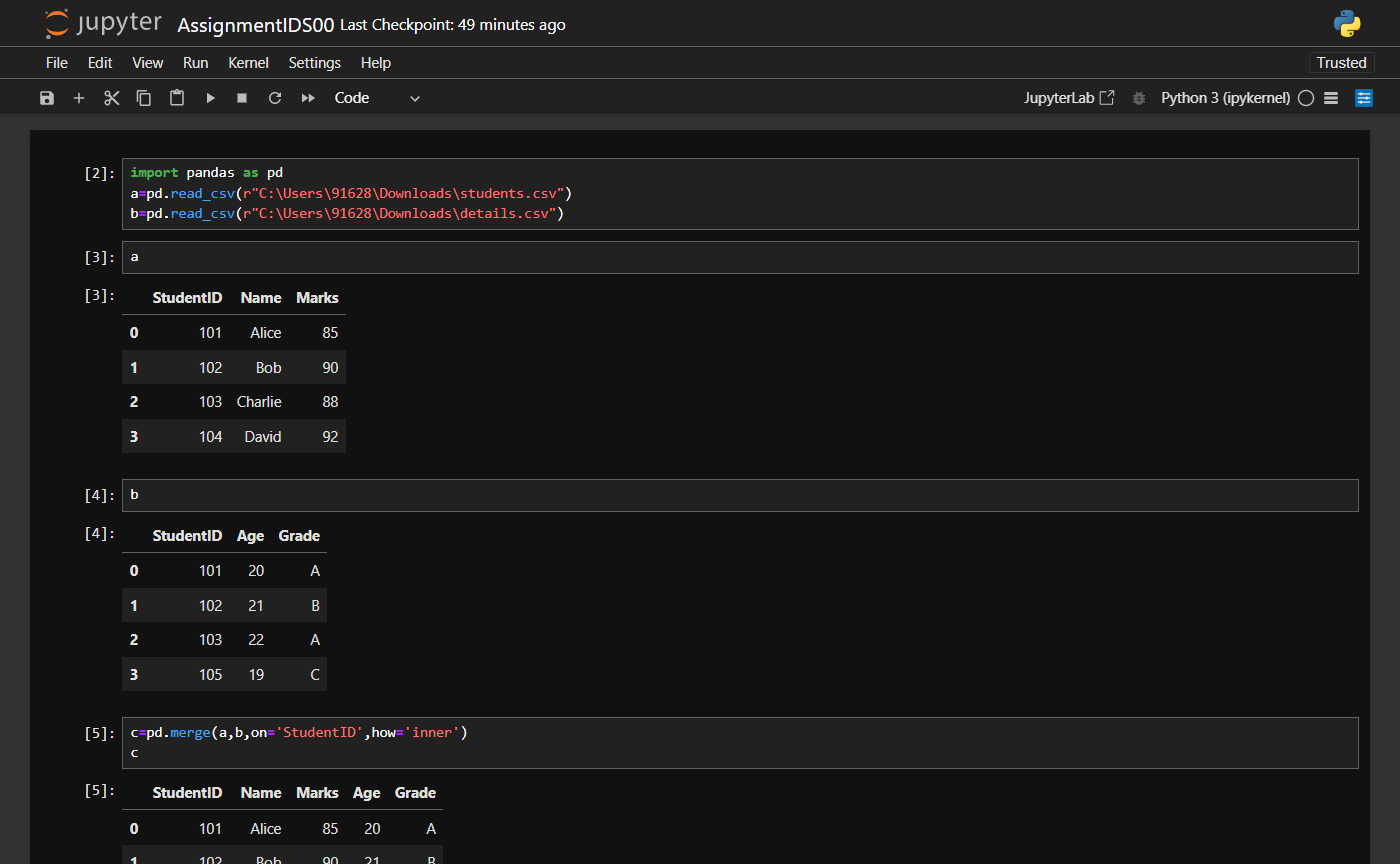 jupyter AssignmentIDS00 Last Checkpoint: 49 minutes ago
File Edit View Run Kernel Settings Help Trusted
Code JupyterLab Python 3 (ipykernel)
[2]: import pandas as pd
a=pd.read_csv(r"C:\Users\91628\Downloads\students.csv")
b=pd.read_csv(r"C:\Users\91628\Downloads\details.csv")
[3]: a
[3]: StudentID Name Marks
0 101 Alice 85
1 102 Bob 90
2 103 Charlie 88
3 104 David 92
[4]: b
[4]: StudentID Age Grade
0 101 20 A
1 102 21 B
2 103 22 A
3 105 19 C
[5]: c=pd.merge(a,b,on='StudentID',how='inner')
c
[5]: StudentID Name Marks Age Grade
0 101 Alice 85 20 A
1 102 Bob 90 21 B